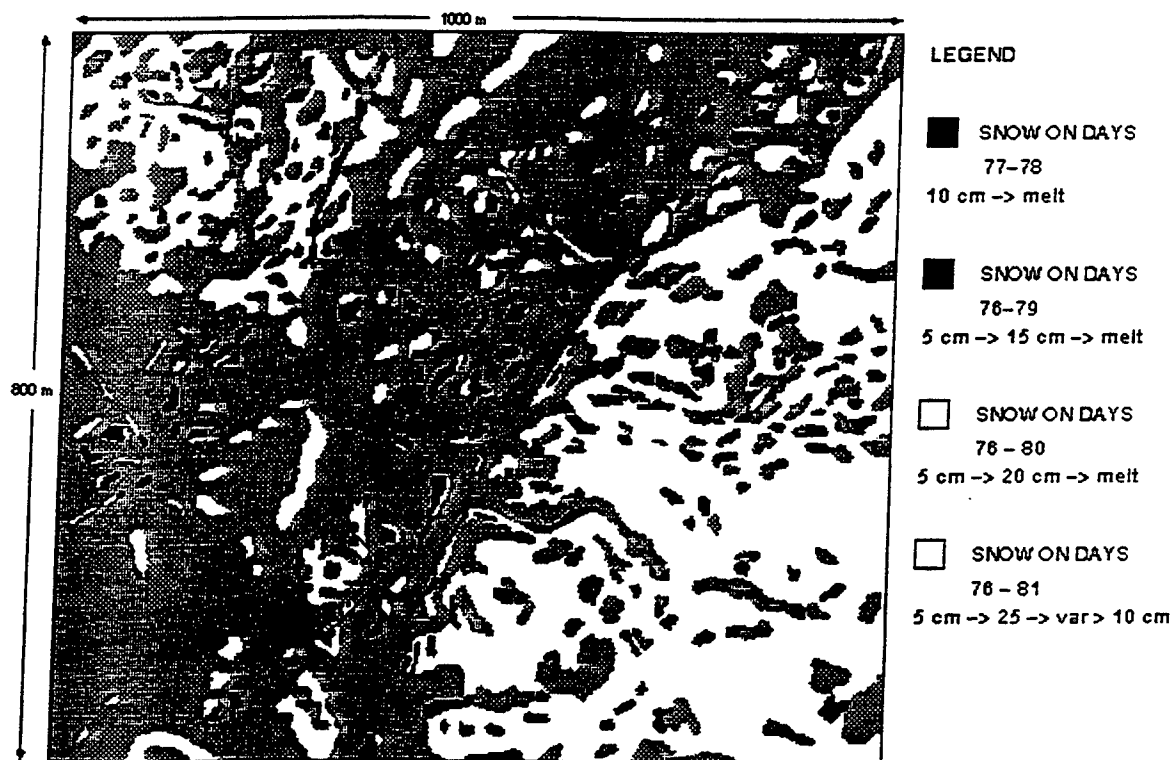 1000 m
800 m
LEGEND
SNOW ON DAYS
77-78
10 cm -> melt
SNOW ON DAYS
76-79
5 cm -> 15 cm -> melt
SNOW ON DAYS
76 - 80
5 cm -> 20 cm -> melt
SNOW ON DAYS
76 - 81
5 cm -> 25 -> var > 10 cm